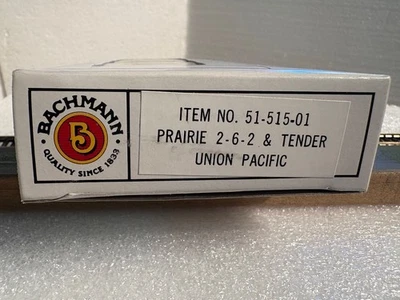 BACHMANN
B
QUALITY SINCE 1833
ITEM NO. 51-515-01
PRAIRIE 2-6-2 & TENDER
UNION PACIFIC